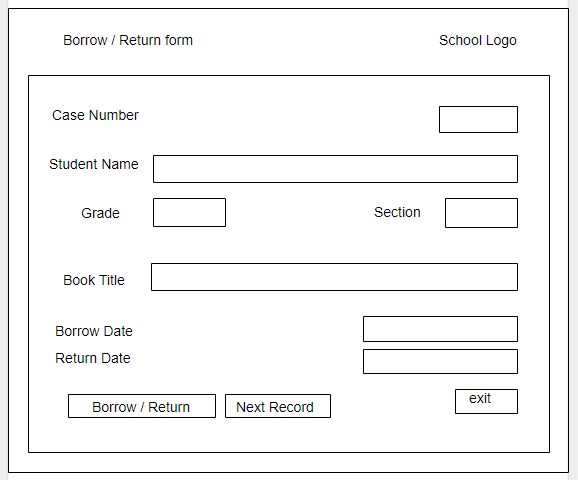 Borrow / Return form
School Logo
Case Number
Student Name
Grade
Section
Book Title
Borrow Date
Return Date
Borrow / Return
Next Record
exit